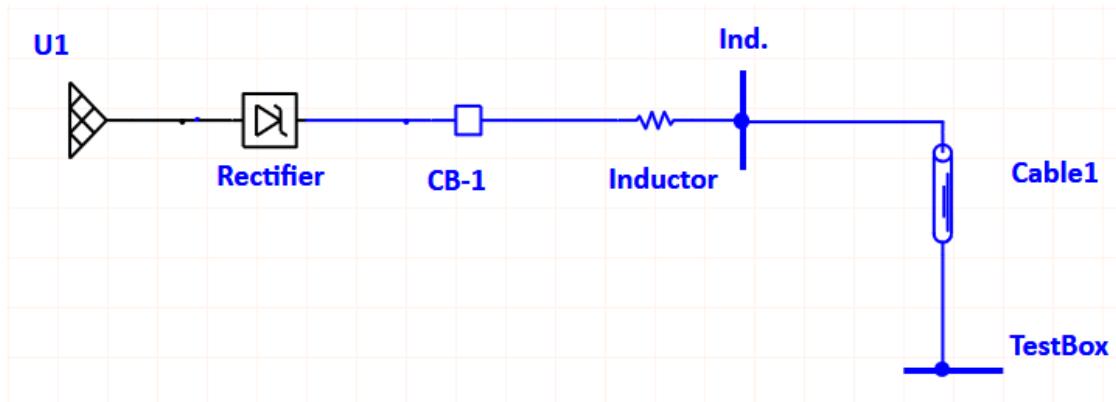 U1
Ind.
Rectifier
CB-1
Inductor
Cable1
TestBox